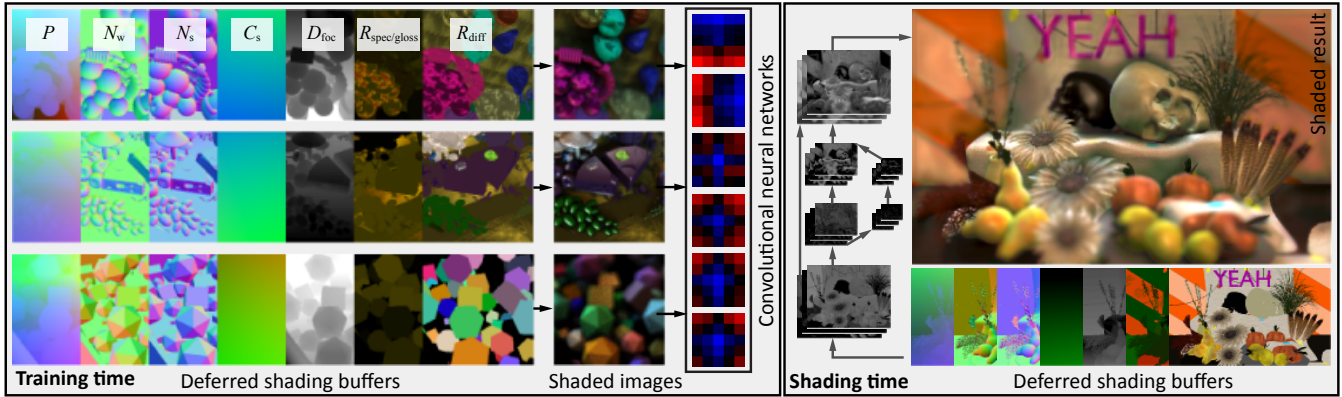 P N_w N_s C_s D_foc R_spec/gloss R_diff
Convolutional neural networks
Training time Deferred shading buffers Shaded images
YEAH
Shaded result
YEAH
Shading time Deferred shading buffers